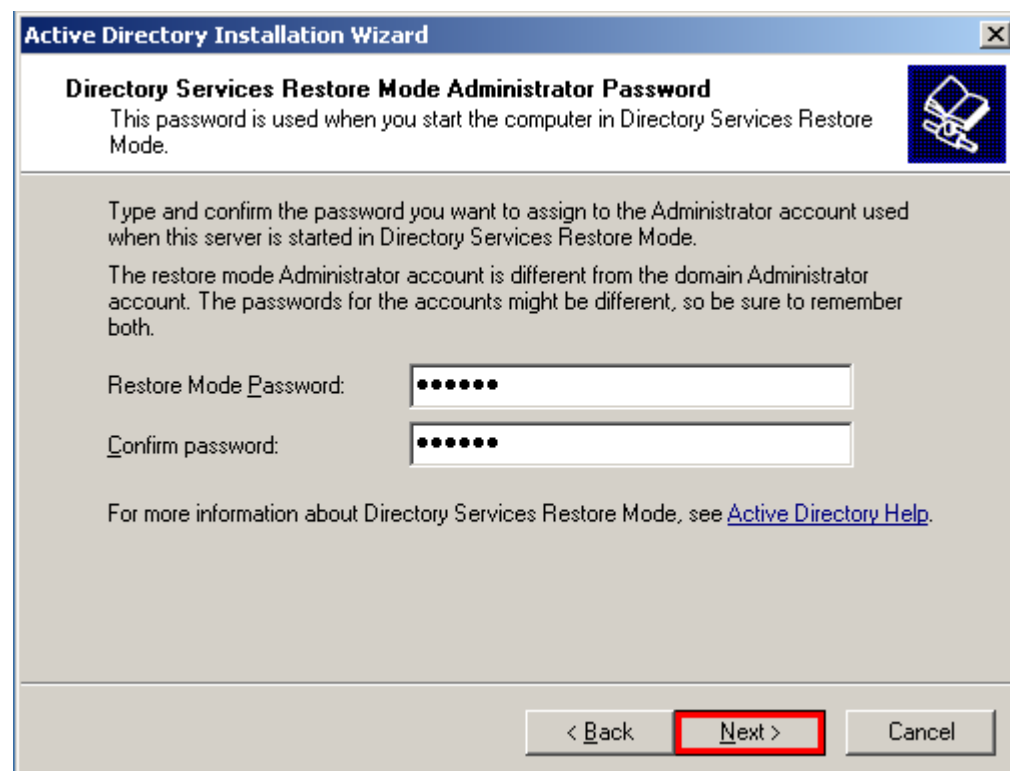 Active Directory Installation Wizard
Directory Services Restore Mode Administrator Password
This password is used when you start the computer in Directory Services Restore
Mode.
Type and confirm the password you want to assign to the Administrator account used
when this server is started in Directory Services Restore Mode.
The restore mode Administrator account is different from the domain Administrator
account. The passwords for the accounts might be different, so be sure to remember
both.
Restore Mode Password: ●●●●●●
Confirm password: ●●●●●●
For more information about Directory Services Restore Mode, see Active Directory Help.
< Back Next > Cancel